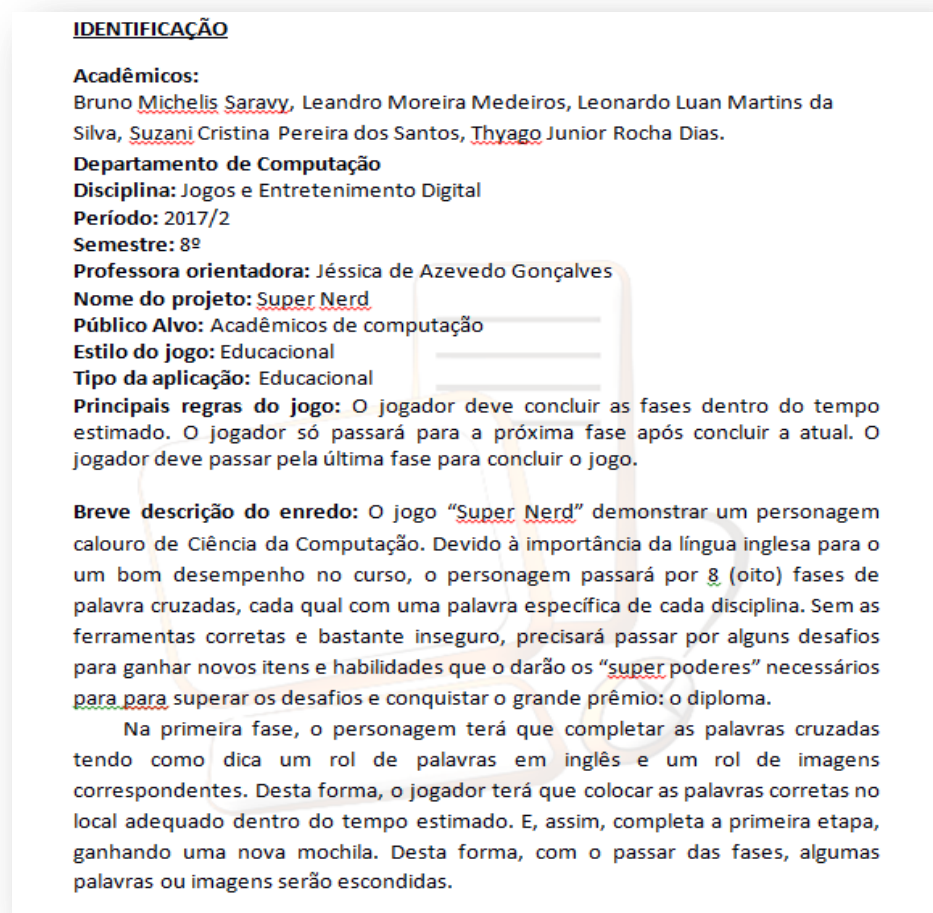 IDENTIFICAÇÃO
Acadêmicos:
Bruno Michelis Saravy, Leandro Moreira Medeiros, Leonardo Luan Martins da
Silva, Suzani Cristina Pereira dos Santos, Thyago Junior Rocha Dias.
Departamento de Computação
Disciplina: Jogos e Entretenimento Digital
Período: 2017/2
Semestre: 8º
Professora orientadora: Jéssica de Azevedo Gonçalves
Nome do projeto: Super Nerd
Público Alvo: Acadêmicos de computação
Estilo do jogo: Educacional
Tipo da aplicação: Educacional
Principais regras do jogo: O jogador deve concluir as fases dentro do tempo
estimado. O jogador só passará para a próxima fase após concluir a atual. O
jogador deve passar pela última fase para concluir o jogo.
Breve descrição do enredo: O jogo “Super Nerd” demonstrar um personagem
calouro de Ciência da Computação. Devido à importância da língua inglesa para o
um bom desempenho no curso, o personagem passará por 8 (oito) fases de
palavra cruzadas, cada qual com uma palavra específica de cada disciplina. Sem as
ferramentas corretas e bastante inseguro, precisará passar por alguns desafios
para ganhar novos itens e habilidades que o darão os “super poderes” necessários
para para superar os desafios e conquistar o grande prêmio: o diploma.
Na primeira fase, o personagem terá que completar as palavras cruzadas
tendo como dica um rol de palavras em inglês e um rol de imagens
correspondentes. Desta forma, o jogador terá que colocar as palavras corretas no
local adequado dentro do tempo estimado. E, assim, completa a primeira etapa,
ganhando uma nova mochila. Desta forma, com o passar das fases, algumas
palavras ou imagens serão escondidas.